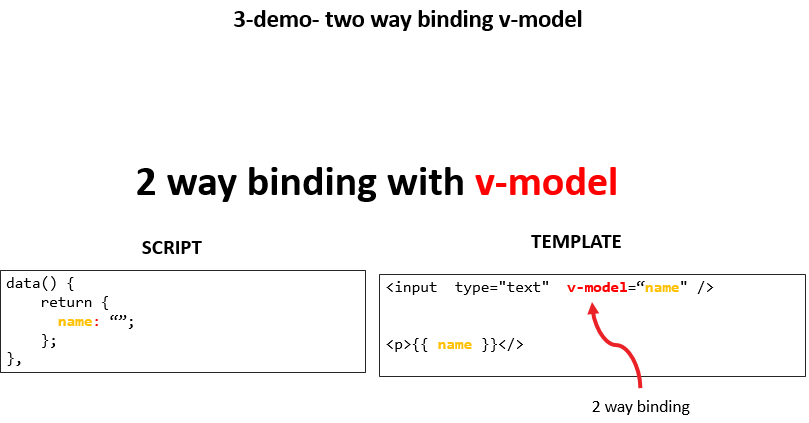 3-demo- two way binding v-model
2 way binding with v-model
SCRIPT
data() {
return {
name: “”;
};
},
TEMPLATE
<input type="text" v-model=“name" />
<p>{{ name }}</>
2 way binding